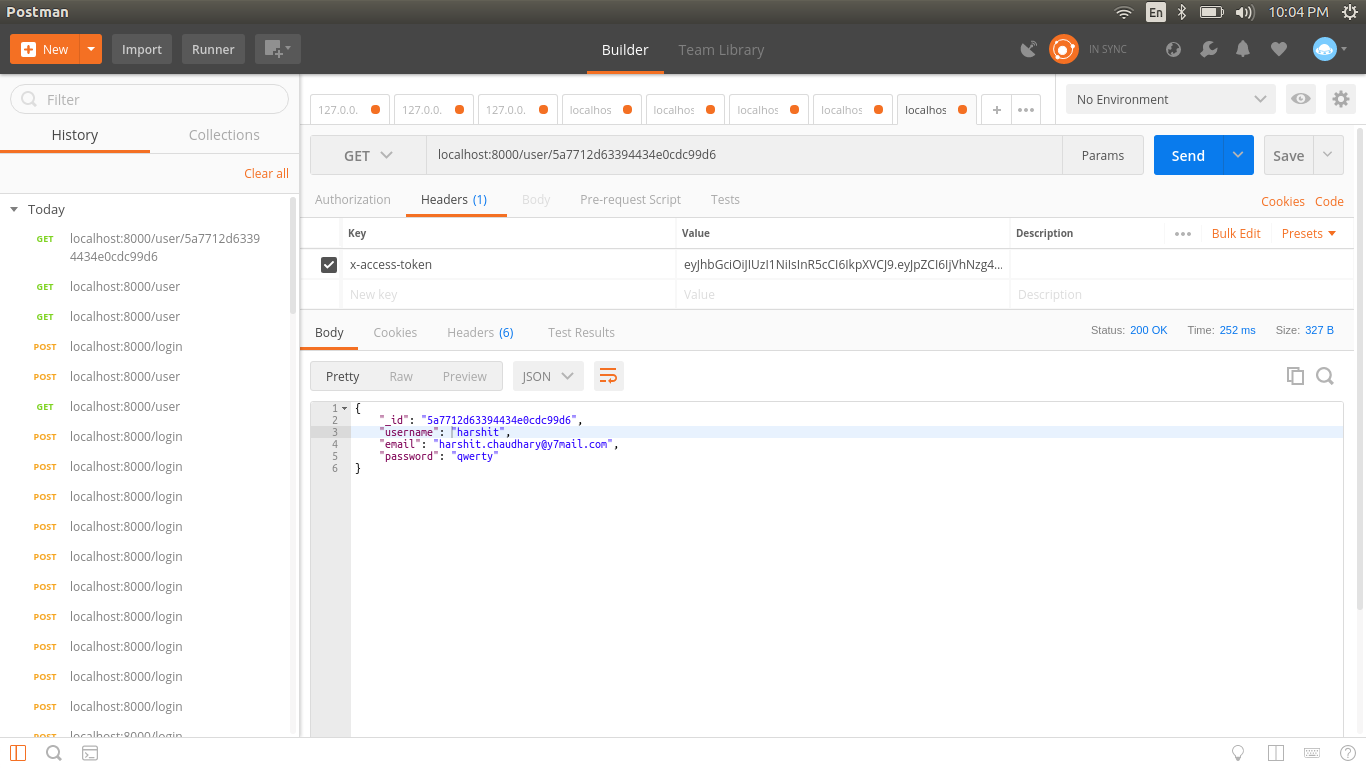 Postman
En
10:04 PM
New
Import
Runner
Builder
Team Library
IN SYNC
Filter
History
Collections
Clear all
Today
GET localhost:8000/user/5a7712d6339
4434e0cdc99d6
GET localhost:8000/user
GET localhost:8000/user
POST localhost:8000/login
POST localhost:8000/user
GET localhost:8000/user
POST localhost:8000/login
POST localhost:8000/login
POST localhost:8000/login
POST localhost:8000/login
POST localhost:8000/login
POST localhost:8000/login
POST localhost:8000/login
POST localhost:8000/login
POST localhost:8000/login
POST localhost:8000/login
POST localhost:8000/login
127.0.0. 127.0.0. 127.0.0. localhos localhos localhos localhos localhos + •••
No Environment
GET localhost:8000/user/5a7712d63394434e0cdc99d6 Params Send Save
Authorization Headers (1) Body Pre-request Script Tests Cookies Code
Key Value Description ••• Bulk Edit Presets
x-access-token eyJhbGciOiJIUzI1NiIsInR5cCI6IkpXVCJ9.eyJpZCI6IjVhNzg4...
New key Value Description
Body Cookies Headers (6) Test Results Status: 200 OK Time: 252 ms Size: 327 B
Pretty Raw Preview JSON
1 {
2 "_id": "5a7712d63394434e0cdc99d6",
3 "username": "harshit",
4 "email": "harshit.chaudhary@y7mail.com",
5 "password": "qwerty"
6 }